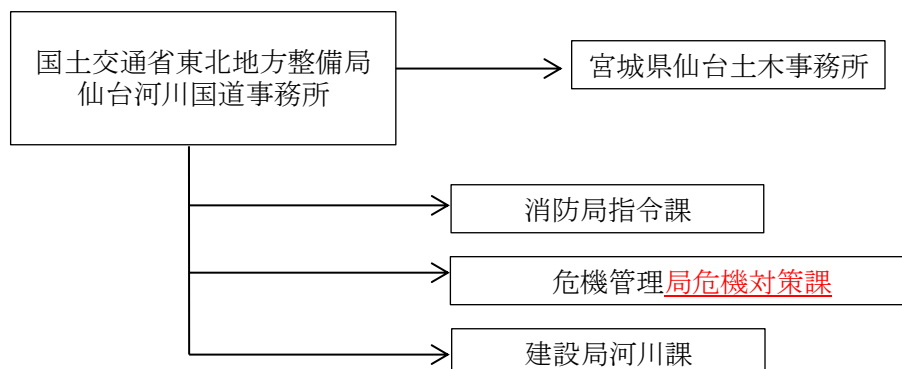 国土交通省東北地方整備局
仙台河川国道事務所
宮城県仙台土木事務所
消防局指令課
危機管理局危機対策課
建設局河川課